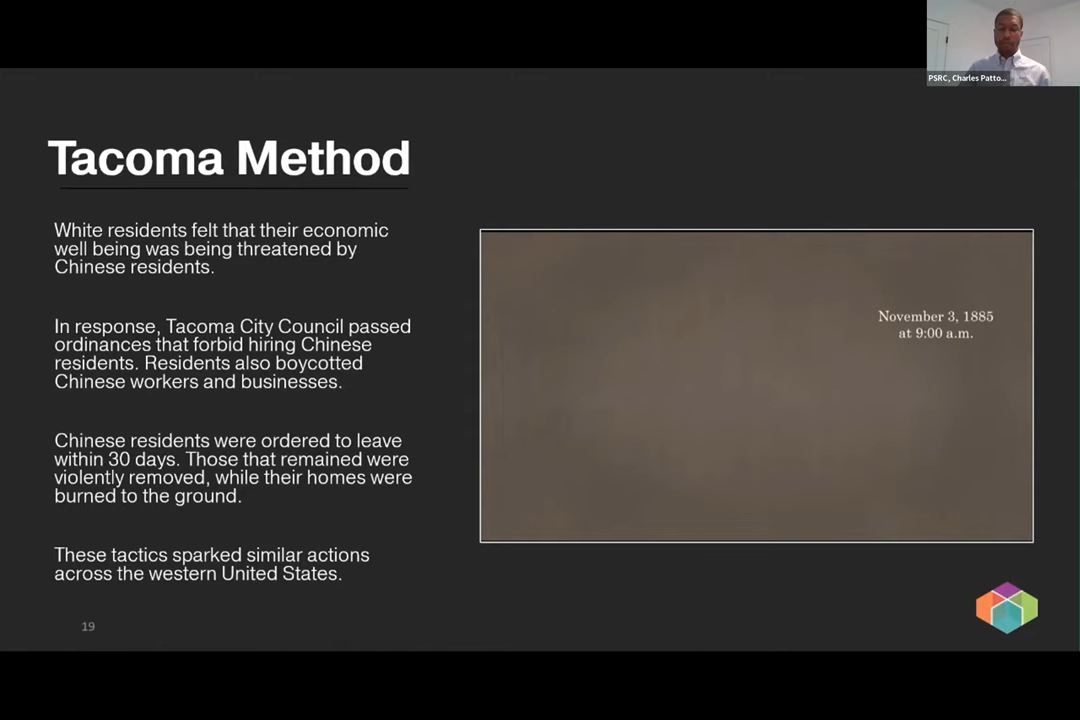 PSRC, Charles Patto...
Tacoma Method
White residents felt that their economic
well being was being threatened by
Chinese residents.
In response, Tacoma City Council passed
ordinances that forbid hiring Chinese
residents. Residents also boycotted
Chinese workers and businesses.
Chinese residents were ordered to leave
within 30 days. Those that remained were
violently removed, while their homes were
burned to the ground.
These tactics sparked similar actions
across the western United States.
November 3, 1885
at 9:00 a.m.
19